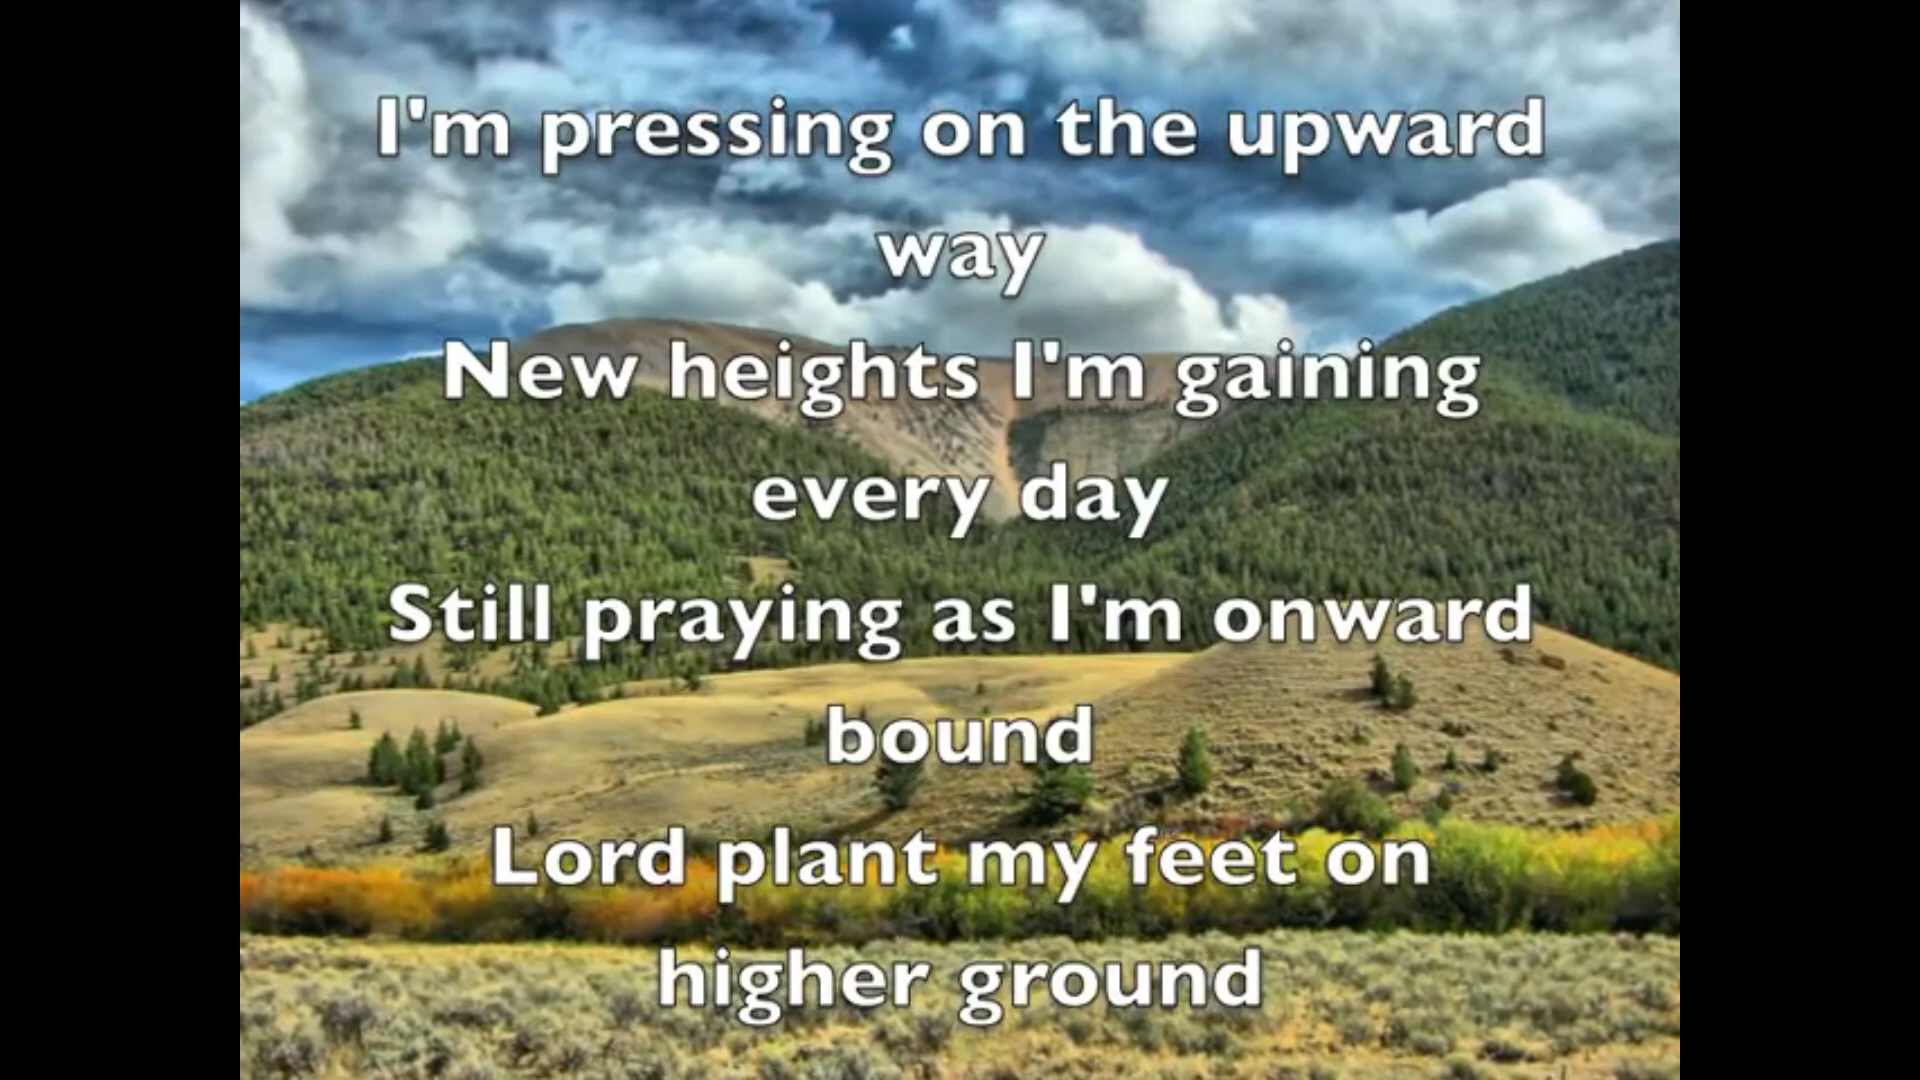 I'm pressing on the upward
way
New heights I'm gaining
every day
Still praying as I'm onward
bound
Lord plant my feet on
higher ground